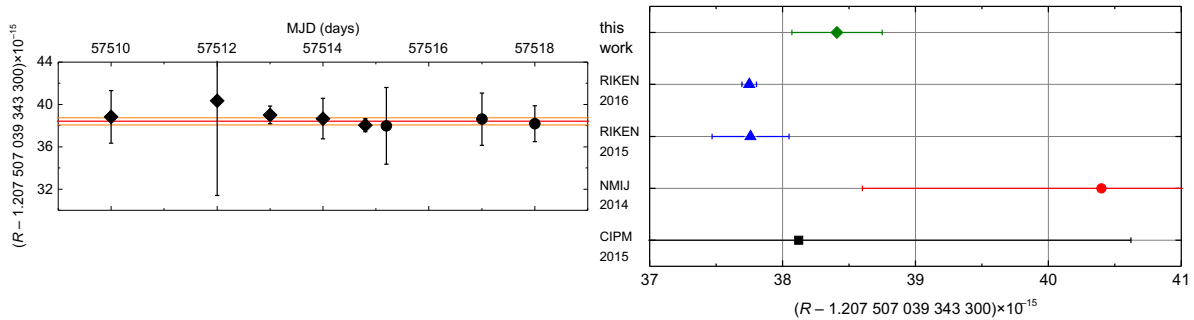 MJD (days)
57510 57512 57514 57516 57518
44
40
36
32
(R – 1.207 507 039 343 300)×10⁻¹⁵
this
work
RIKEN
2016
RIKEN
2015
NMIJ
2014
CIPM
2015
37 38 39 40 41
(R – 1.207 507 039 343 300)×10⁻¹⁵